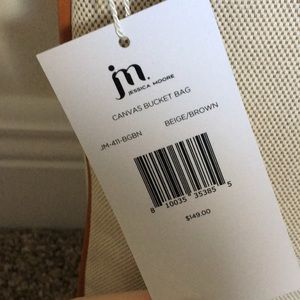 jm.
JESSICA MOORE
CANVAS BUCKET BAG
JM-411-BGBN BEIGE/BROWN
8 10035 35385 5
$149.00